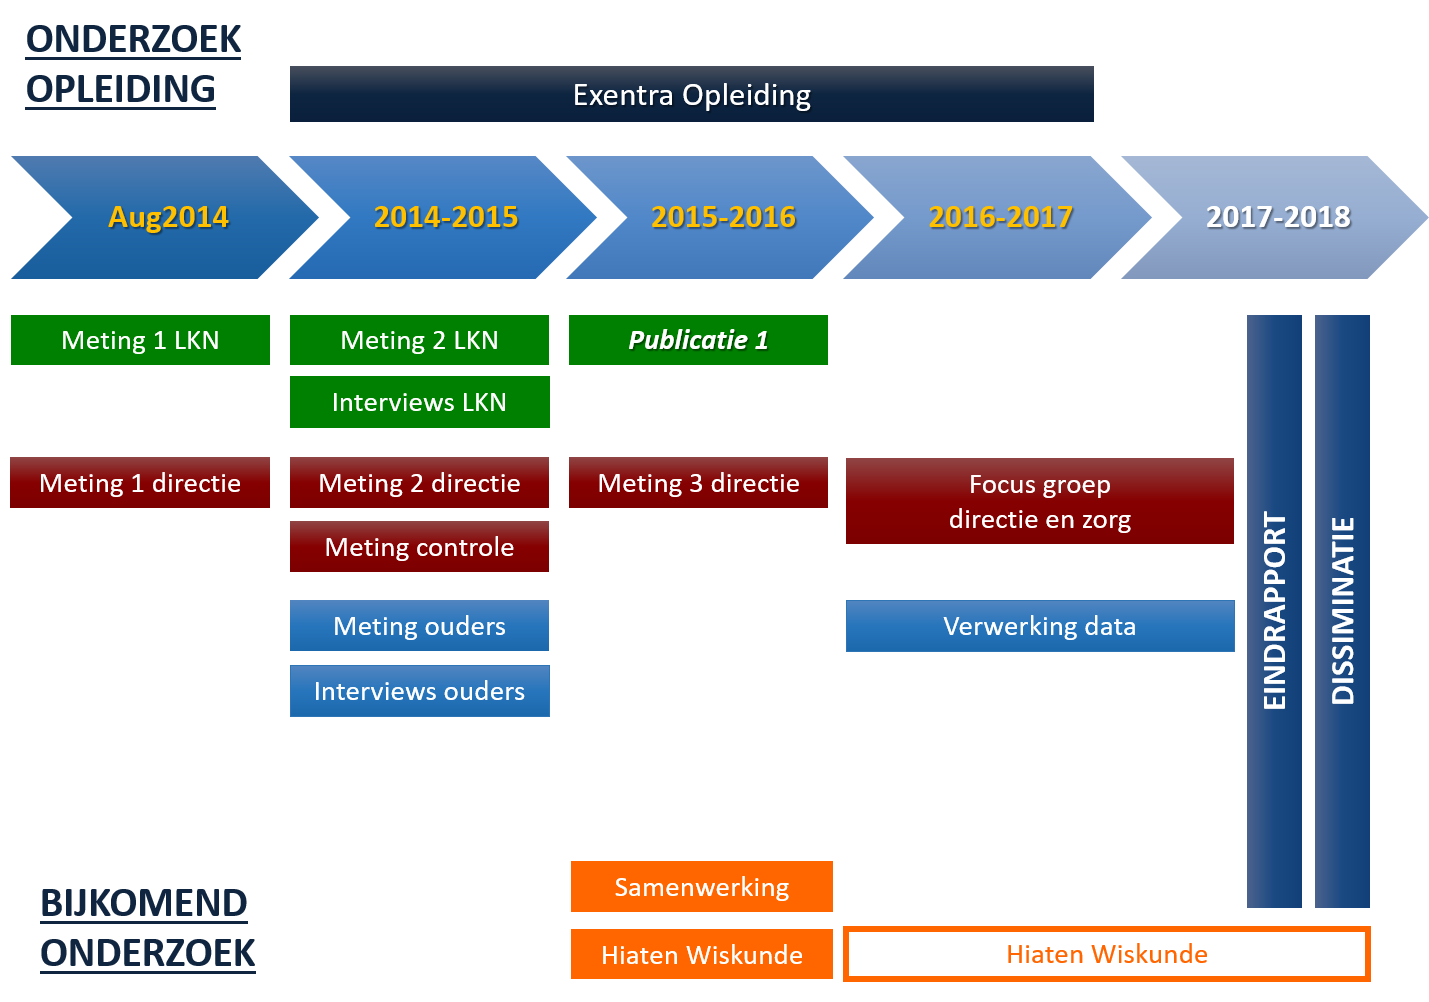 ONDERZOEK
OPLEIDING
Exentra Opleiding
Aug2014
2014-2015
2015-2016
2016-2017
2017-2018
Meting 1 LKN
Meting 2 LKN
Publicatie 1
Interviews LKN
Meting 1 directie
Meting 2 directie
Meting 3 directie
Focus groep
directie en zorg
Meting controle
Meting ouders
Verwerking data
Interviews ouders
EINDRAPPORT
DISSIMINATIE
BIJKOMEND
ONDERZOEK
Samenwerking
Hiaten Wiskunde
Hiaten Wiskunde